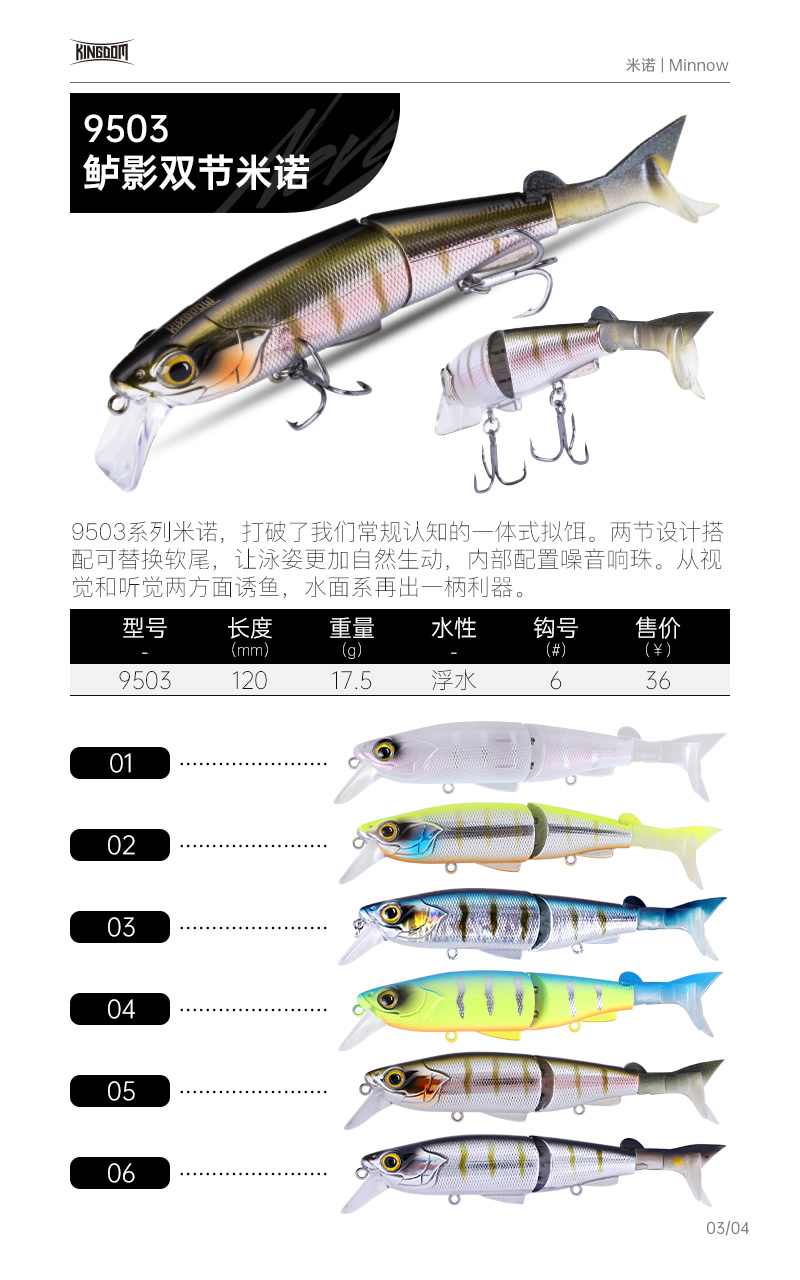 KINGDOM
米诺 | Minnow
9503
鲈影双节米诺
KINGDOM
9503系列米诺，打破了我们常规认知的一体式拟饵。两节设计搭
配可替换软尾，让泳姿更加自然生动，内部配置噪音响珠。从视
觉和听觉两方面诱鱼，水面系再出一柄利器。
型号 长度 重量 水性 钩号 售价
- (mm) (g) - (#) (¥)
9503 120 17.5 浮水 6 36
01
02
03
04
05
06
03/04